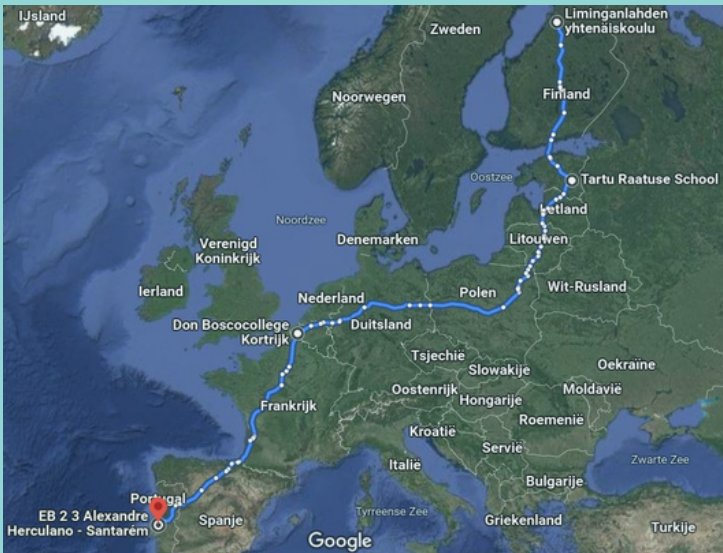 IJsland
Liminganlahden
yhtenäiskoulu
Zweden
Noorwegen
Finland
Oostzee
Tartu Raatuse School
Letland
Noordzee
Denemarken
Litouwen
Verenigd
Koninkrijk
Ierland
Nederland
Polen
Wit-Rusland
Don Boscocollege
Kortrijk
Duitsland
Tsjechië
Slowakije
Oekraïne
Oostenrijk
Moldavië
Hongarije
Frankrijk
Roemenië
Kroatië
Servië
Italië
Zwarte Zee
Bulgarije
Portugal
EB 2 3 Alexandre
Herculano - Santarém
Spanje
Tyrreense Zee
Griekenland
Turkije
Google